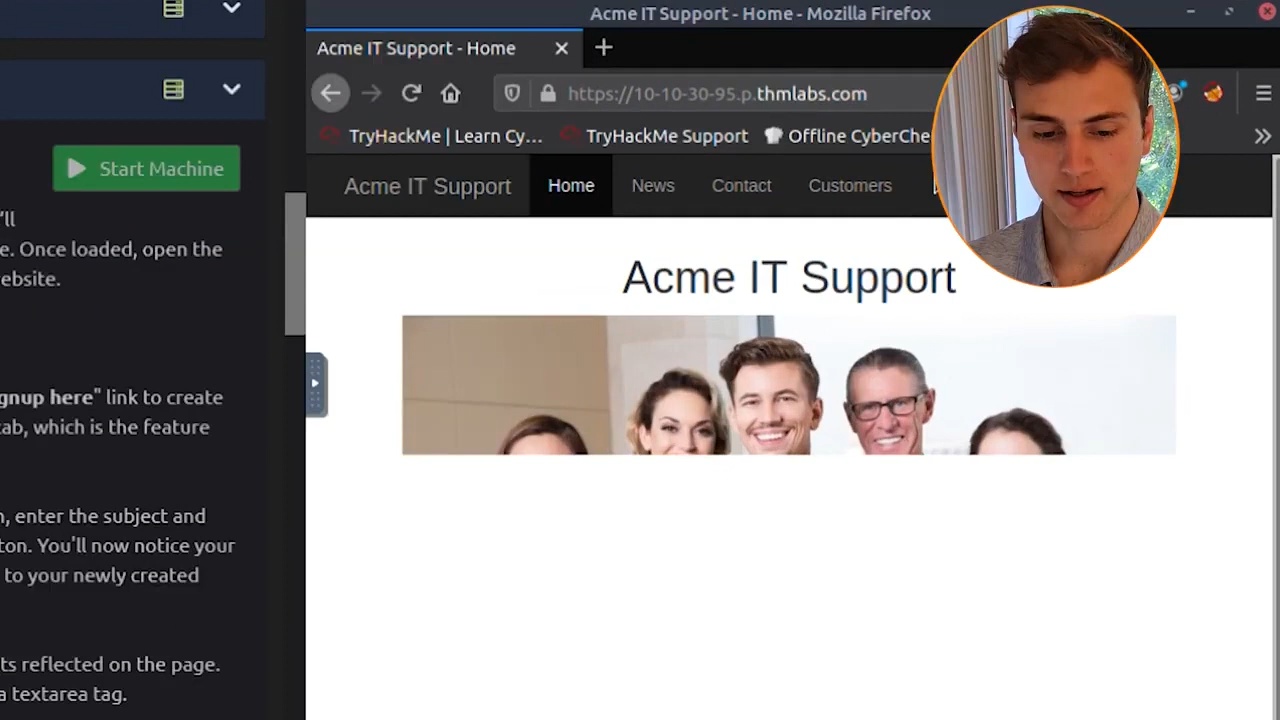 Start Machine
'll
e. Once loaded, open the
ebsite.
gnup here" link to create
tab, which is the feature
n, enter the subject and
ton. You'll now notice your
to your newly created
ts reflected on the page.
a textarea tag.
Acme IT Support - Home - Mozilla Firefox
Acme IT Support - Home
https://10-10-30-95.p.thmlabs.com
TryHackMe | Learn Cy... TryHackMe Support Offline CyberChe
Acme IT Support Home News Contact Customers
Acme IT Support